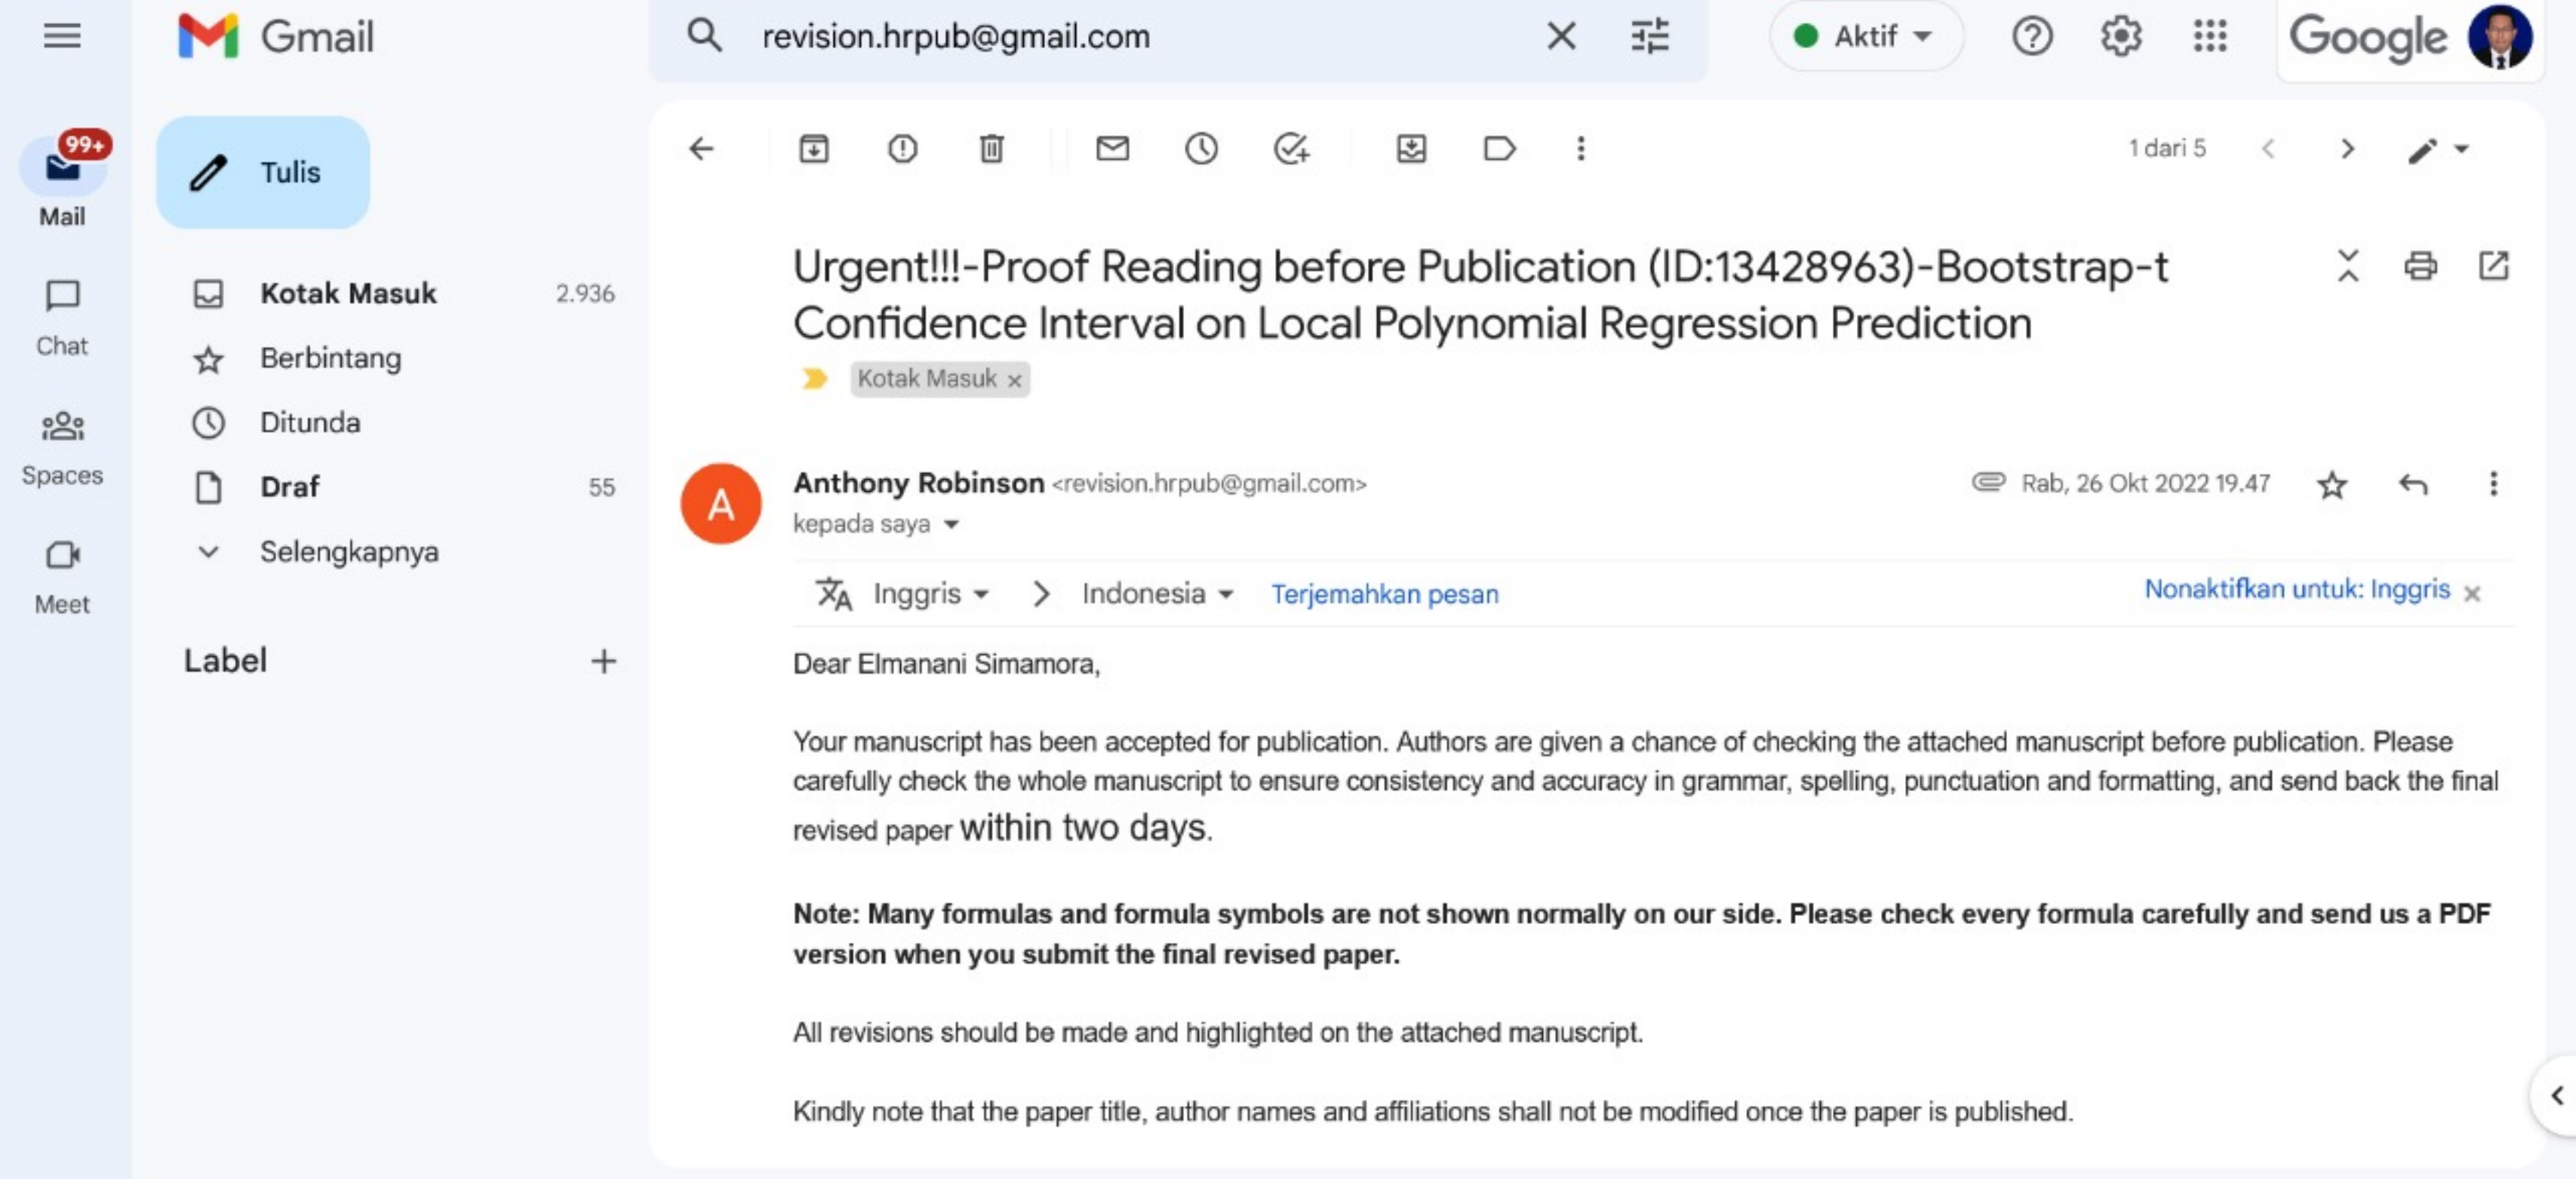 Gmail
revision.hrpub@gmail.com
Aktif
Google
99+
Mail
Chat
Spaces
Meet
Tulis
Kotak Masuk 2.936
Berbintang
Ditunda
Draf 55
Selengkapnya
Label
1 dari 5
Urgent!!!-Proof Reading before Publication (ID:13428963)-Bootstrap-t
Confidence Interval on Local Polynomial Regression Prediction
Kotak Masuk
A
Anthony Robinson <revision.hrpub@gmail.com>
Rab, 26 Okt 2022 19.47
kepada saya
Inggris
Indonesia
Terjemahkan pesan
Nonaktifkan untuk: Inggris
Dear Elmanani Simamora,
Your manuscript has been accepted for publication. Authors are given a chance of checking the attached manuscript before publication. Please
carefully check the whole manuscript to ensure consistency and accuracy in grammar, spelling, punctuation and formatting, and send back the final
revised paper within two days.
Note: Many formulas and formula symbols are not shown normally on our side. Please check every formula carefully and send us a PDF
version when you submit the final revised paper.
All revisions should be made and highlighted on the attached manuscript.
Kindly note that the paper title, author names and affiliations shall not be modified once the paper is published.